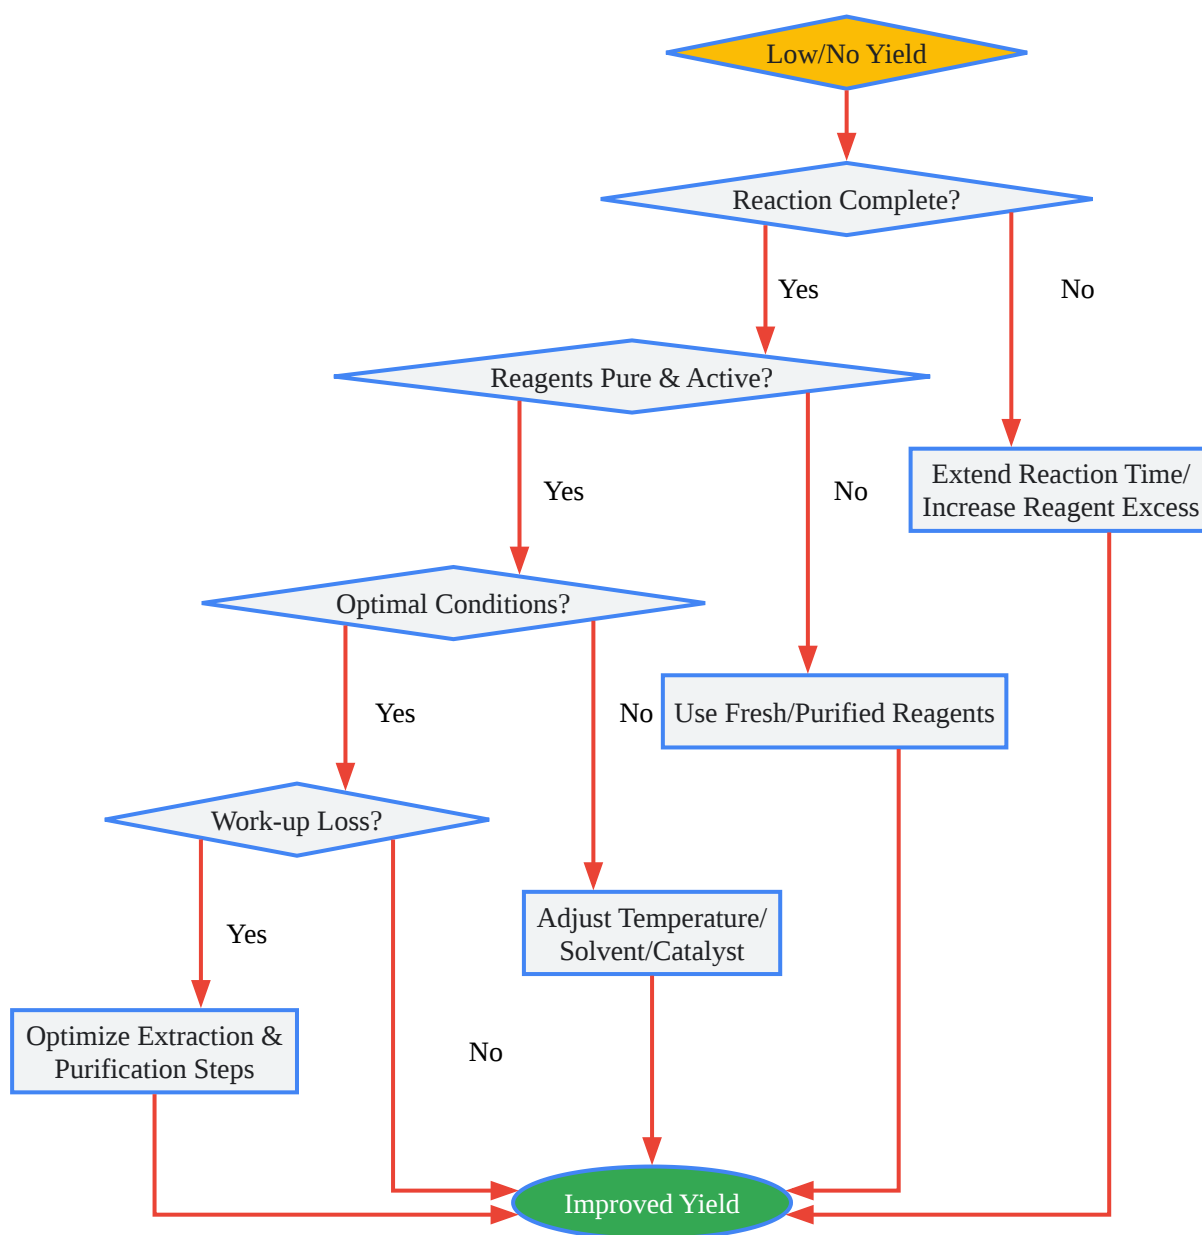 Low/No Yield
Reaction Complete?
Yes
No
Reagents Pure & Active?
Extend Reaction Time/
Increase Reagent Excess
Yes
No
Optimal Conditions?
Yes
No
Use Fresh/Purified Reagents
Work-up Loss?
Adjust Temperature/
Solvent/Catalyst
Yes
Optimize Extraction &
Purification Steps
No
Improved Yield